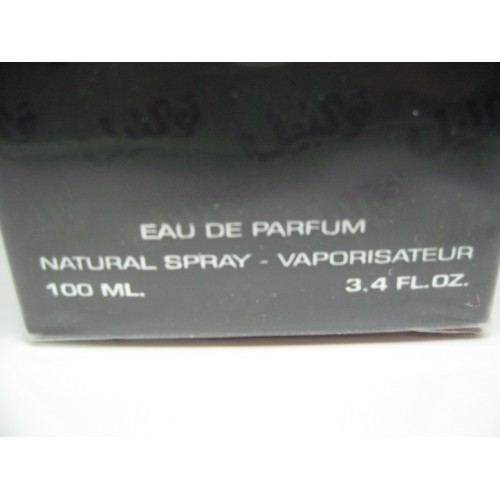 EAU DE PARFUM
NATURAL SPRAY - VAPORISATEUR
100 ML. 3.4 FL.OZ.